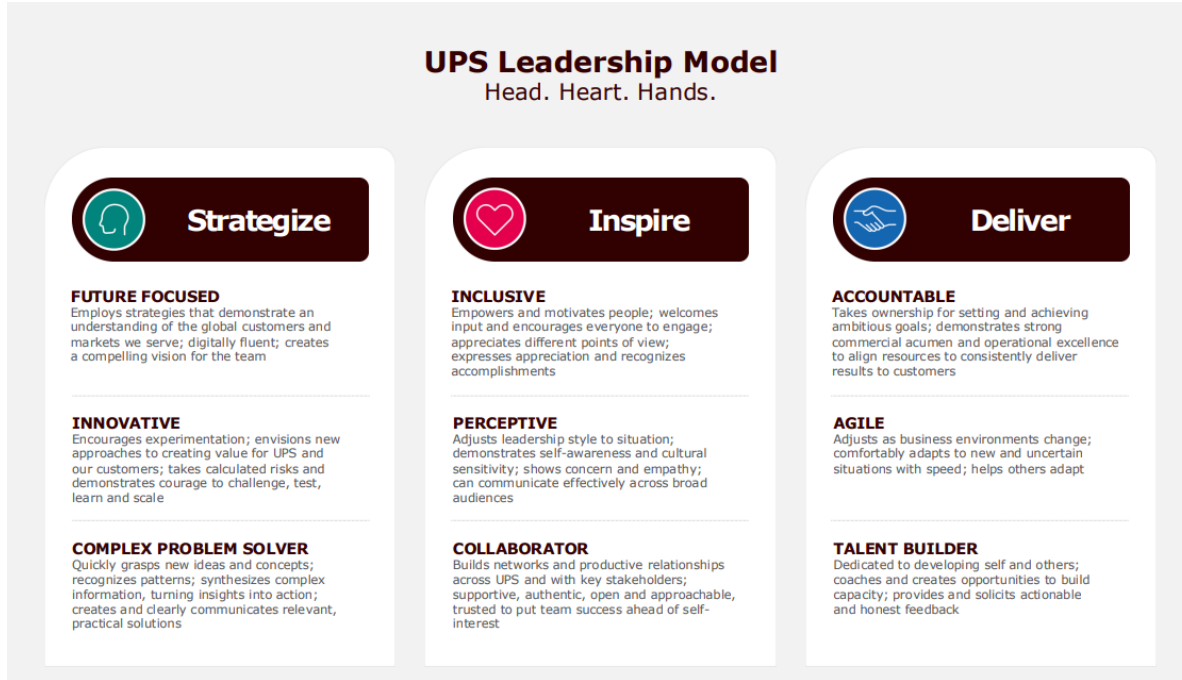 UPS Leadership Model
Head. Heart. Hands.
Strategize
FUTURE FOCUSED
Employs strategies that demonstrate an
understanding of the global customers and
markets we serve; digitally fluent; creates
a compelling vision for the team
INNOVATIVE
Encourages experimentation; envisions new
approaches to creating value for UPS and
our customers; takes calculated risks and
demonstrates courage to challenge, test,
learn and scale
COMPLEX PROBLEM SOLVER
Quickly grasps new ideas and concepts;
recognizes patterns; synthesizes complex
information, turning insights into action;
creates and clearly communicates relevant,
practical solutions
Inspire
INCLUSIVE
Empowers and motivates people; welcomes
input and encourages everyone to engage;
appreciates different points of view;
expresses appreciation and recognizes
accomplishments
PERCEPTIVE
Adjusts leadership style to situation;
demonstrates self-awareness and cultural
sensitivity; shows concern and empathy;
can communicate effectively across broad
audiences
COLLABORATOR
Builds networks and productive relationships
across UPS and with key stakeholders;
supportive, authentic, open and approachable,
trusted to put team success ahead of self-
interest
Deliver
ACCOUNTABLE
Takes ownership for setting and achieving
ambitious goals; demonstrates strong
commercial acumen and operational excellence
to align resources to consistently deliver
results to customers
AGILE
Adjusts as business environments change;
comfortably adapts to new and uncertain
situations with speed; helps others adapt
TALENT BUILDER
Dedicated to developing self and others;
coaches and creates opportunities to build
capacity; provides and solicits actionable
and honest feedback